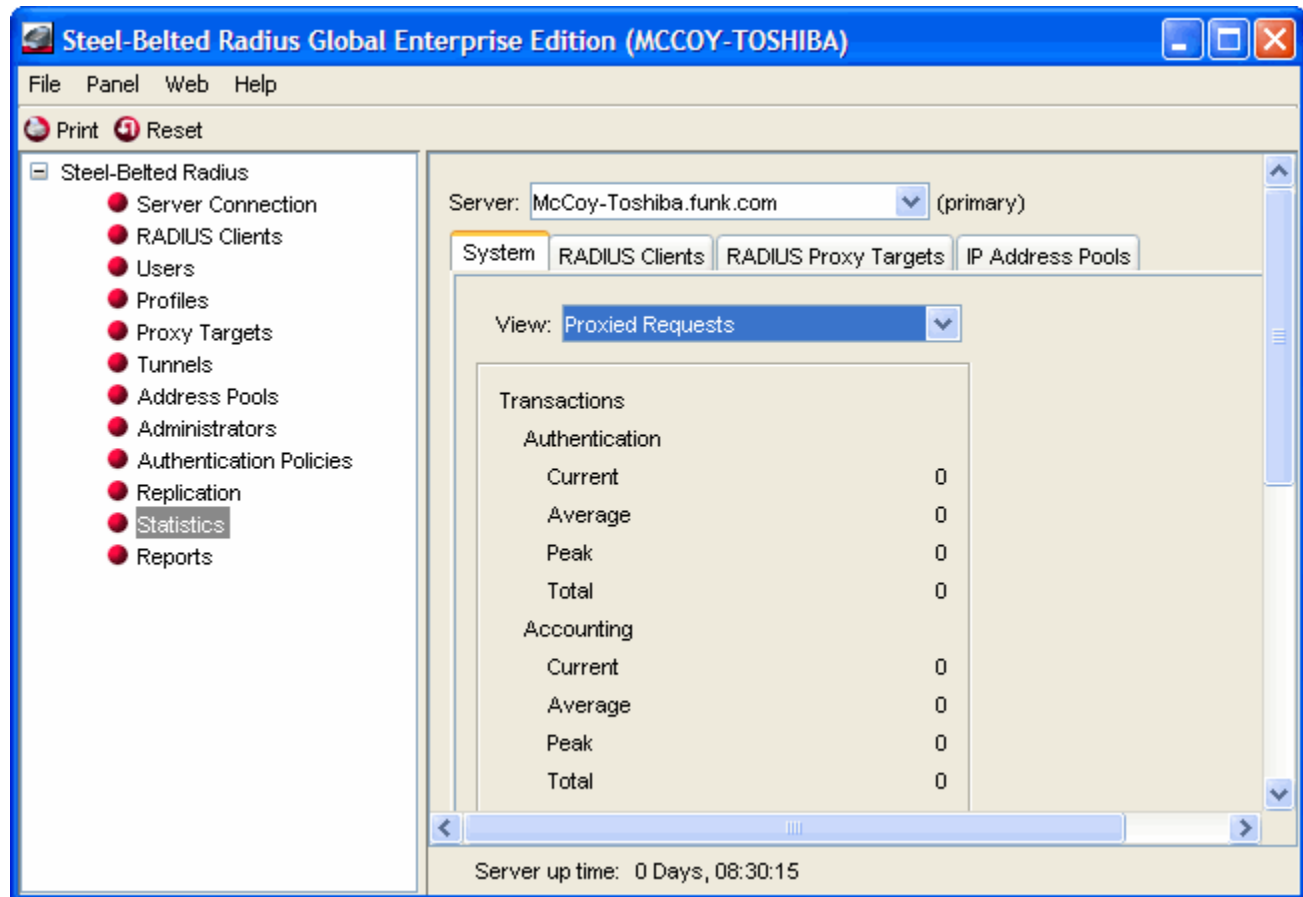 Steel-Belted Radius Global Enterprise Edition (MCCOY-TOSHIBA)
File Panel Web Help
Print Reset
Steel-Belted Radius
Server Connection
RADIUS Clients
Users
Profiles
Proxy Targets
Tunnels
Address Pools
Administrators
Authentication Policies
Replication
Statistics
Reports
Server: McCoy-Toshiba.funk.com (primary)
System RADIUS Clients RADIUS Proxy Targets IP Address Pools
View: Proxied Requests
Transactions
Authentication
Current 0
Average 0
Peak 0
Total 0
Accounting
Current 0
Average 0
Peak 0
Total 0
Server up time: 0 Days, 08:30:15